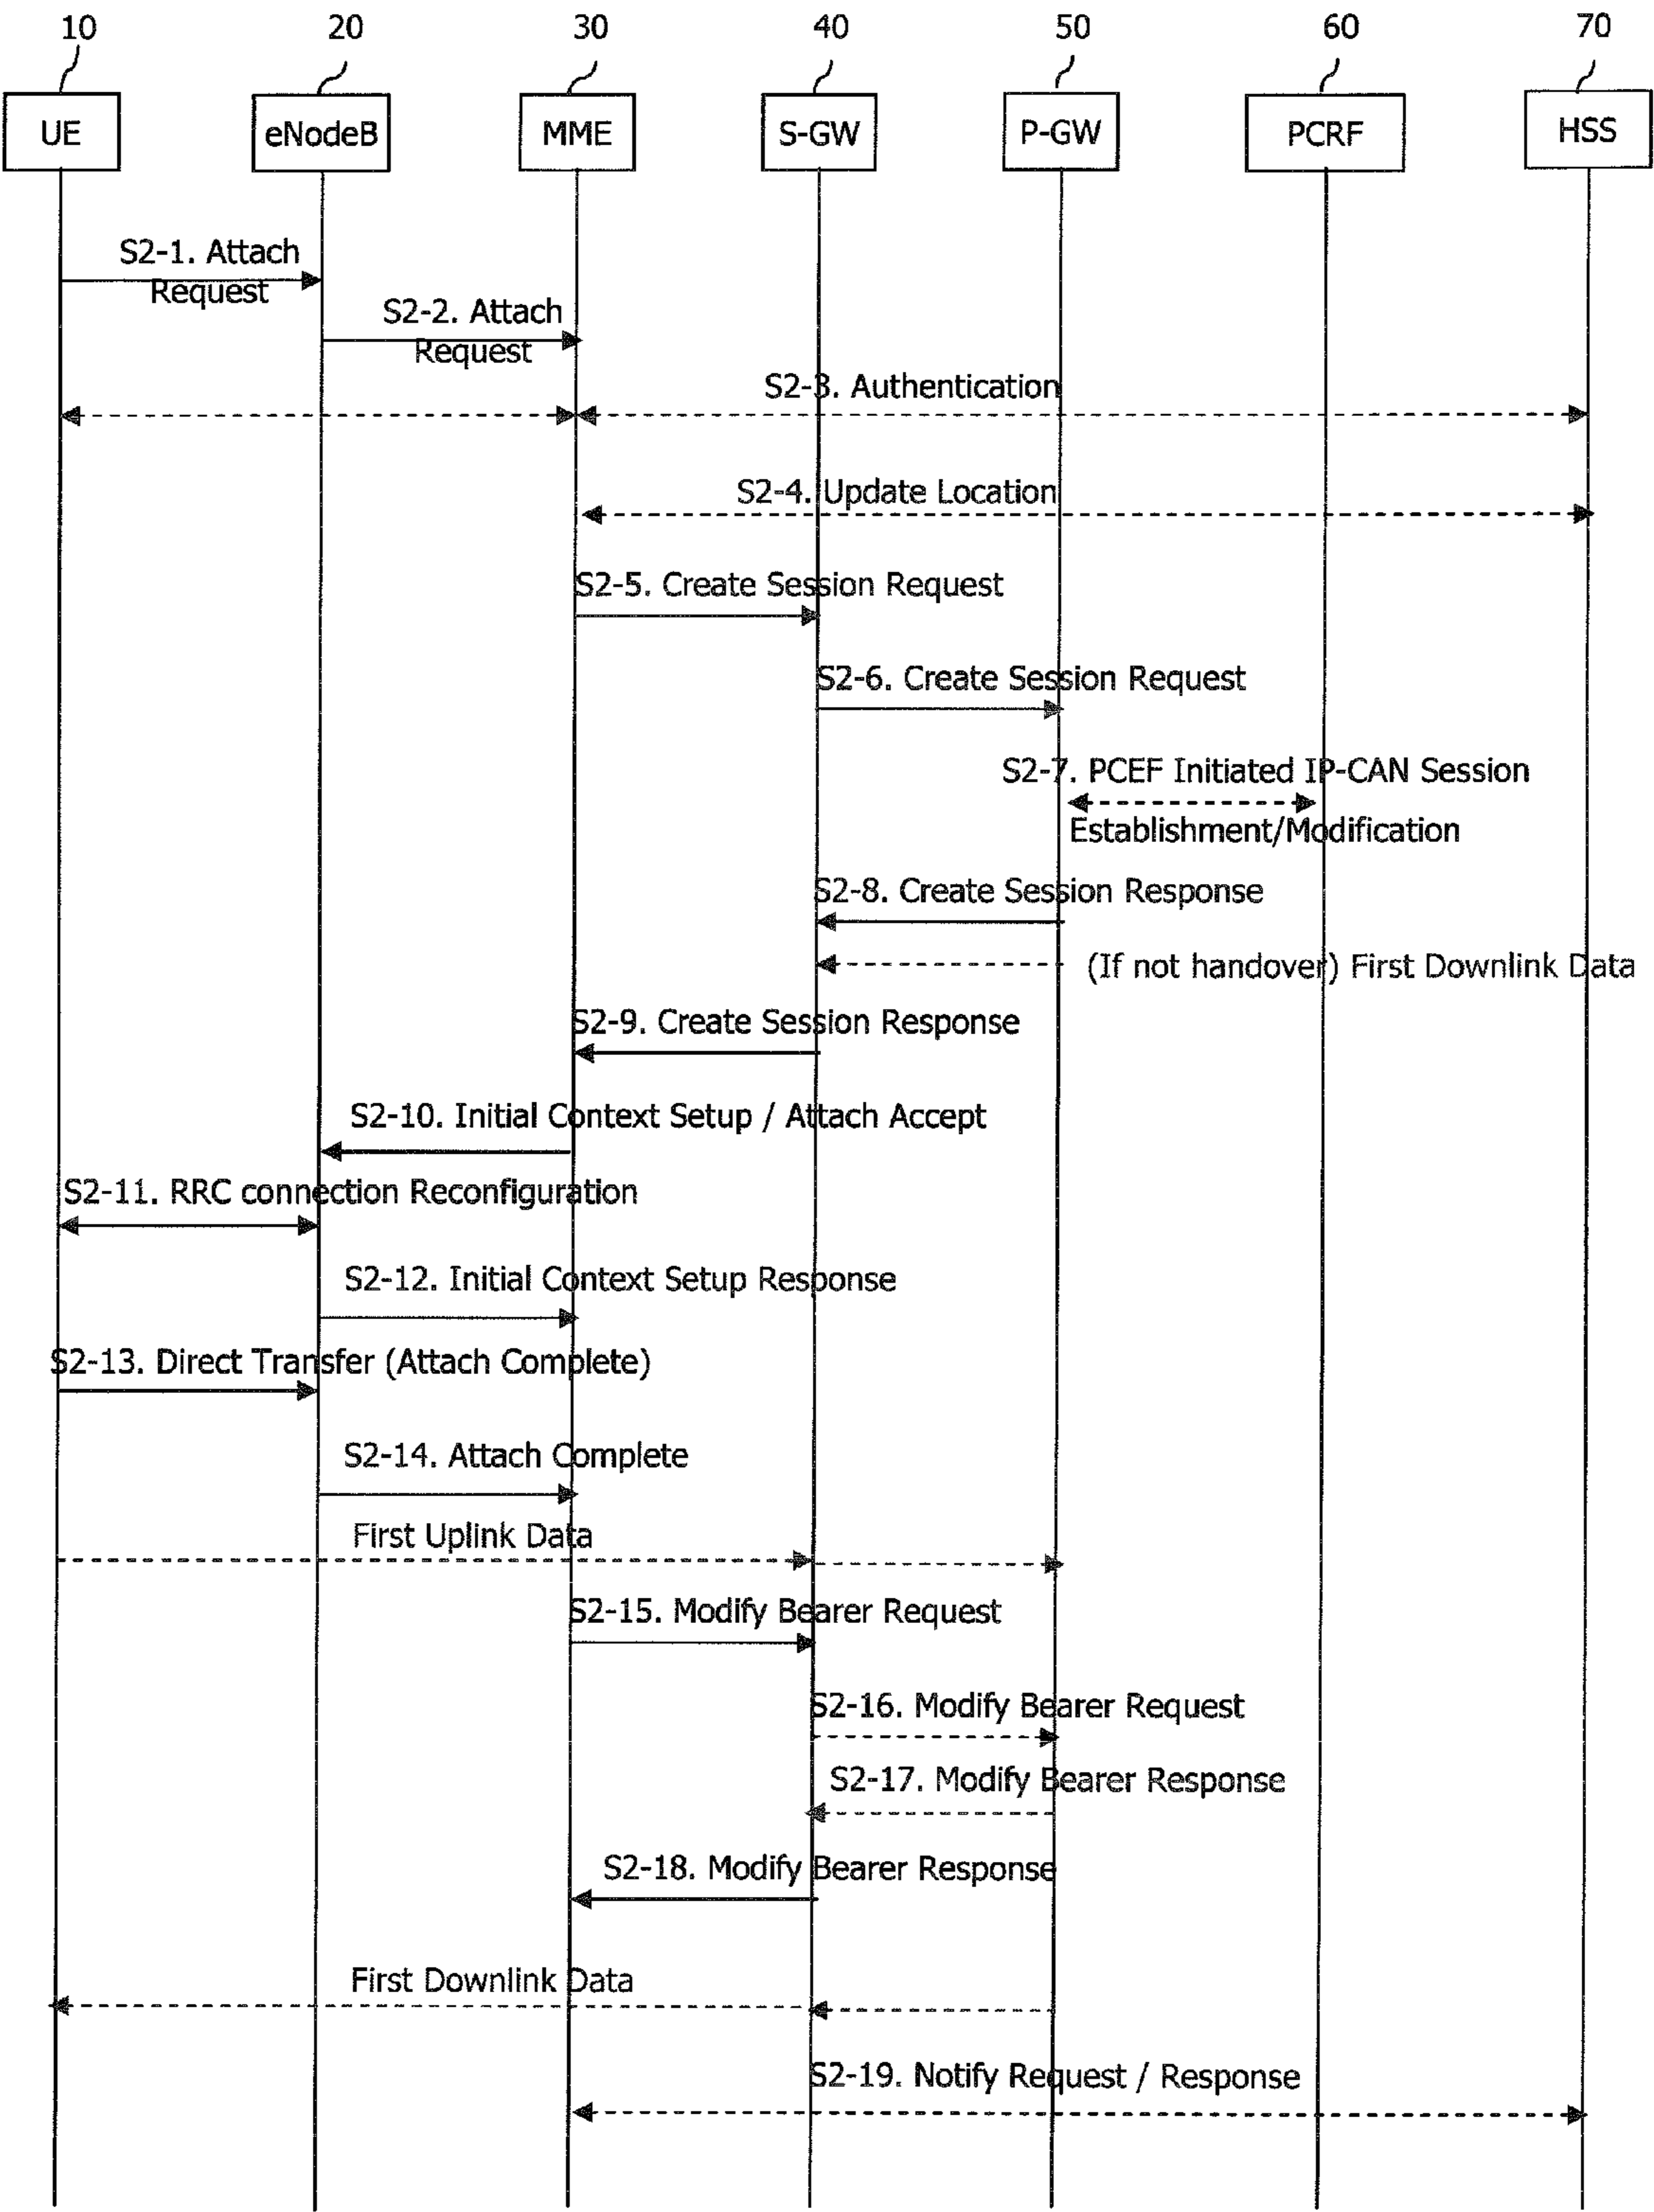 10 20 30 40 50 60 70
UE eNodeB MME S-GW P-GW PCRF HSS
S2-1. Attach
Request
S2-2. Attach
Request
S2-3. Authentication
S2-4. Update Location
S2-5. Create Session Request
S2-6. Create Session Request
S2-7. PCEF Initiated IP-CAN Session
Establishment/Modification
S2-8. Create Session Response
(If not handover) First Downlink Data
S2-9. Create Session Response
S2-10. Initial Context Setup / Attach Accept
S2-11. RRC connection Reconfiguration
S2-12. Initial Context Setup Response
S2-13. Direct Transfer (Attach Complete)
S2-14. Attach Complete
First Uplink Data
S2-15. Modify Bearer Request
S2-16. Modify Bearer Request
S2-17. Modify Bearer Response
S2-18. Modify Bearer Response
First Downlink Data
S2-19. Notify Request / Response